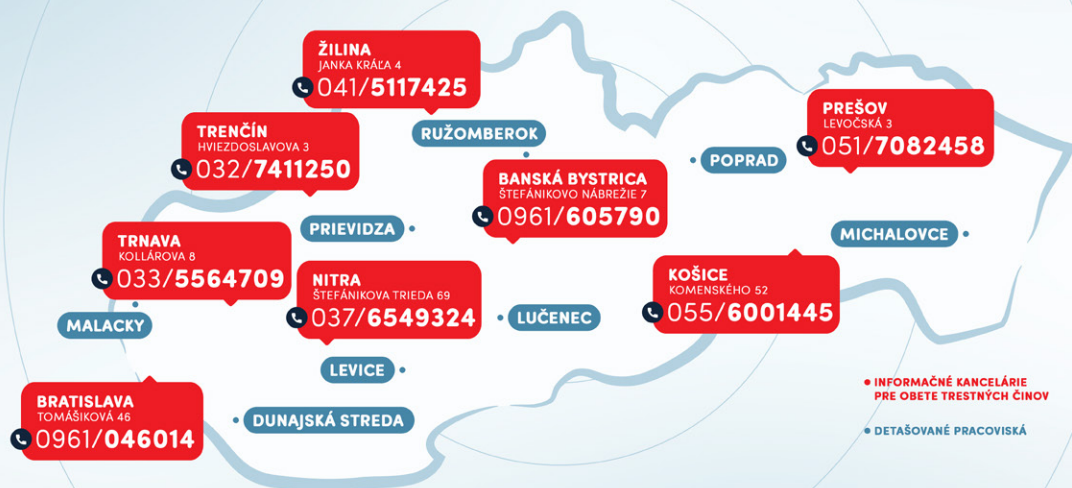 ŽILINA
JANKA KRÁĽA 4
041/5117425
TRENČÍN
HVIEZDOSLAVOVA 3
032/7411250
RUŽOMBEROK
PREŠOV
LEVOČSKÁ 3
051/7082458
POPRAD
BANSKÁ BYSTRICA
ŠTEFÁNIKOVO NÁBREŽIE 7
0961/605790
PRIEVIDZA
TRNAVA
KOLLÁROVA 8
033/5564709
MICHALOVCE
NITRA
ŠTEFÁNIKOVA TRIEDA 69
037/6549324
KOŠICE
KOMENSKÉHO 52
055/6001445
MALACKY
LUČENEC
LEVICE
BRATISLAVA
TOMÁŠIKOVÁ 46
0961/046014
DUNAJSKÁ STREDA
INFORMAČNÉ KANCELÁRIE
PRE OBETE TRESTNÝCH ČINOV
DETAŠOVANÉ PRACOVISKÁ